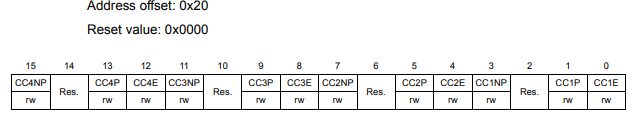 Address offset: 0x20
Reset value: 0x0000
15 14 13 12 11 10 9 8 7 6 5 4 3 2 1 0
CC4NP Res. CC4P CC4E CC3NP Res. CC3P CC3E CC2NP Res. CC2P CC2E CC1NP Res. CC1P CC1E
rw rw rw rw rw rw rw rw rw rw rw rw